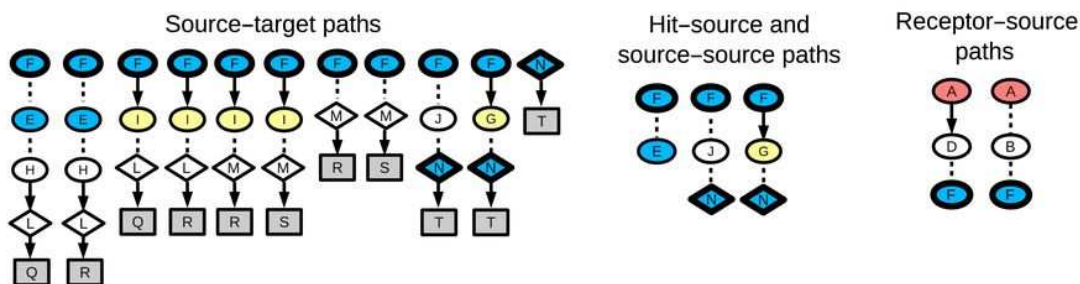 Source–target paths
Hit-source and
source-source paths
Receptor–source
paths
F F F F F F F F F F N
E E I I I I M M J G T
H H L L M M R S N N
L L Q R R S T T
Q R
F F F
E J G
N N
A A
D B
F F